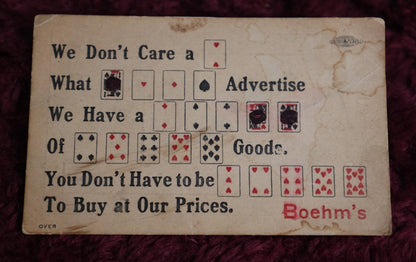 We Don't Care a
What Advertise
We Have a
Of Goods.
You Don't Have to be
To Buy at Our Prices.
Boehm's
OVER